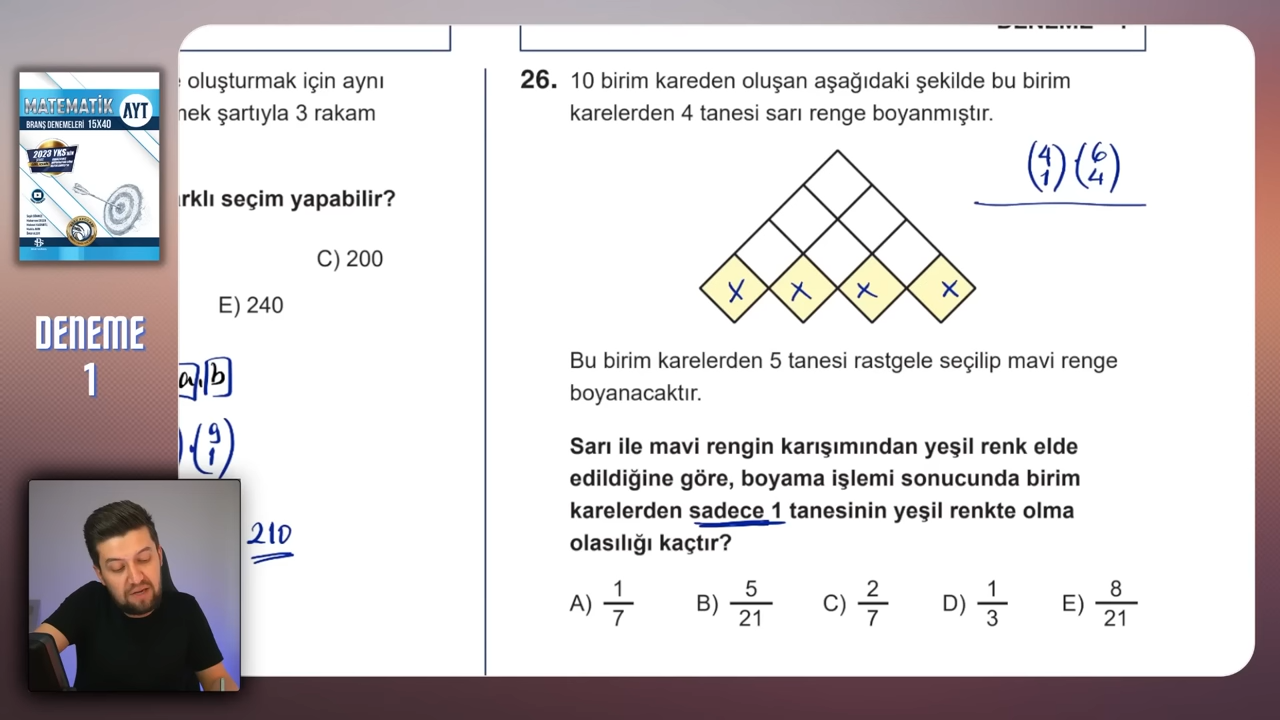 MATEMATİK
AYT
BRANŞ DENEMELERİ 15X40
2023 YKS'NİN
DENEME
1
oluşturmak için aynı
nek şartıyla 3 rakam
rklı seçim yapabilir?
C) 200
E) 240
a, b
(9 1)
210
26. 10 birim kareden oluşan aşağıdaki şekilde bu birim
karelerden 4 tanesi sarı renge boyanmıştır.
(4 1) . (6 4)
x x x x
Bu birim karelerden 5 tanesi rastgele seçilip mavi renge
boyanacaktır.
Sarı ile mavi rengin karışımından yeşil renk elde
edildiğine göre, boyama işlemi sonucunda birim
karelerden sadece 1 tanesinin yeşil renkte olma
olasılığı kaçtır?
A) 1/7 B) 5/21 C) 2/7 D) 1/3 E) 8/21